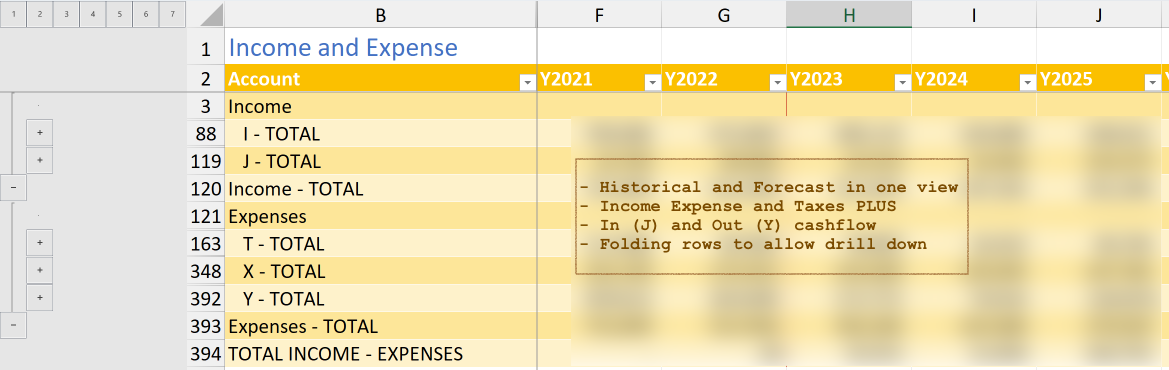 1 2 3 4 5 6 7 B F G H I J
1 Income and Expense
2 Account Y2021 Y2022 Y2023 Y2024 Y2025
3 Income
88 I - TOTAL
119 J - TOTAL
120 Income - TOTAL
121 Expenses
163 T - TOTAL
348 X - TOTAL
392 Y - TOTAL
393 Expenses - TOTAL
394 TOTAL INCOME - EXPENSES
- Historical and Forecast in one view
- Income Expense and Taxes PLUS
- In (J) and Out (Y) cashflow
- Folding rows to allow drill down